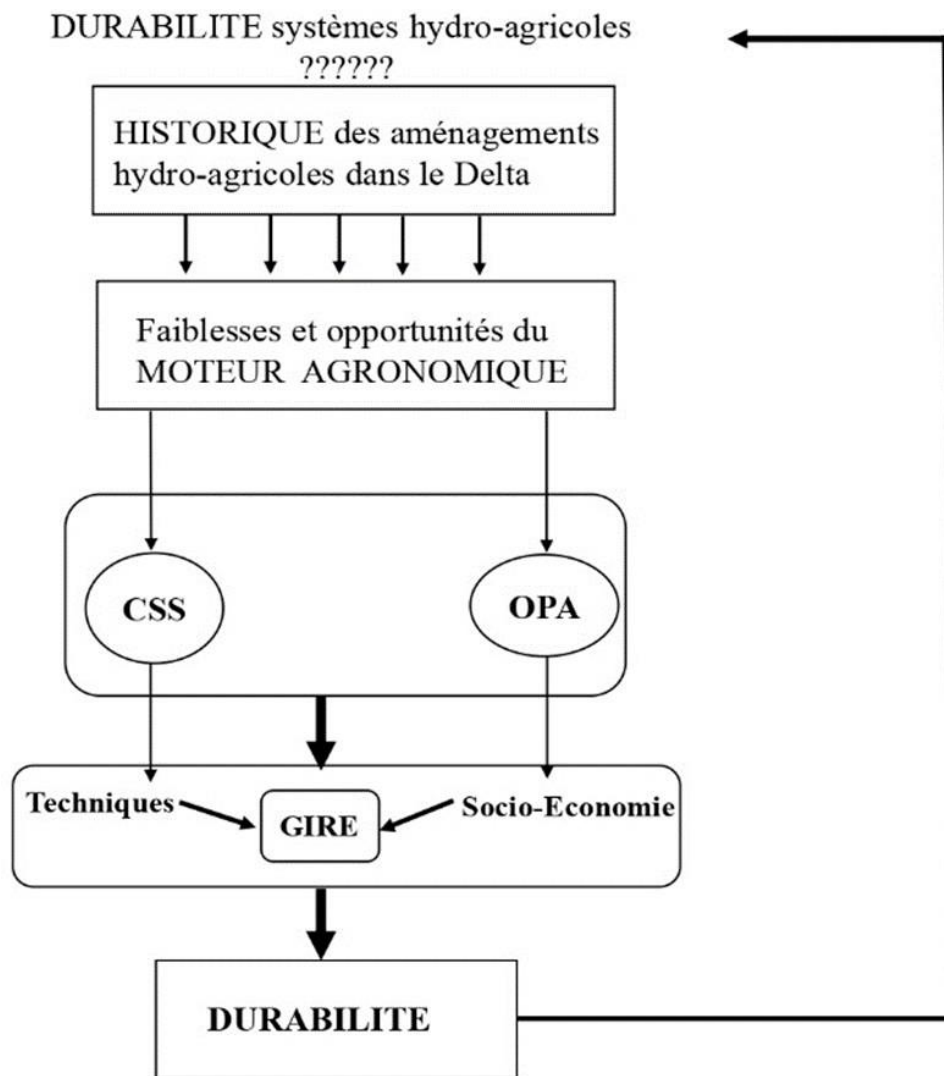 DURABILITE systèmes hydro-agricoles
??????
HISTORIQUE des aménagements
hydro-agricoles dans le Delta
Faiblesses et opportunités du
MOTEUR AGRONOMIQUE
CSS
OPA
Techniques
GIRE
Socio-Economie
DURABILITE